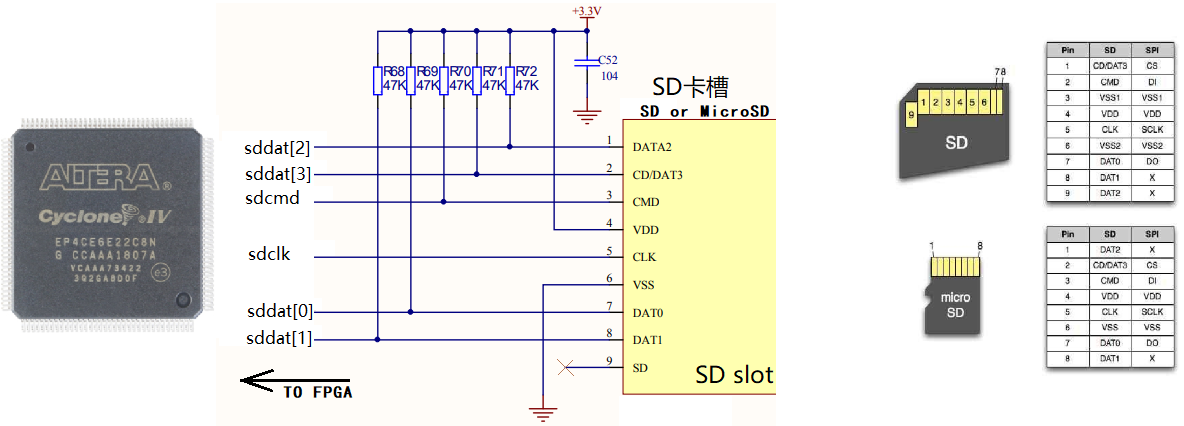 ALTERA®
Cyclone® IV
EP4CE6E22C8N
G CCAAA1807A
VCAAA73422
392GA8DDF
e3
+3.3V
C52
104
R68
47K
R69
47K
R70
47K
R71
47K
R72
47K
SD卡槽
SD or MicroSD
sddat[2]
1
DATA2
sddat[3]
2
CD/DAT3
sdcmd
3
CMD
4
VDD
sdclk
5
CLK
6
VSS
sddat[0]
7
DAT0
sddat[1]
8
DAT1
9
SD
SD slot
TO FPGA
7 8
9 1 2 3 4 5 6
SD
Pin SD SPI
1 CD/DAT3 CS
2 CMD DI
3 VSS1 VSS1
4 VDD VDD
5 CLK SCLK
6 VSS2 VSS2
7 DAT0 DO
8 DAT1 X
9 DAT2 X
1 8
micro
SD
Pin SD SPI
1 DAT2 X
2 CD/DAT3 CS
3 CMD DI
4 VDD VDD
5 CLK SCLK
6 VSS VSS
7 DAT0 DO
8 DAT1 X